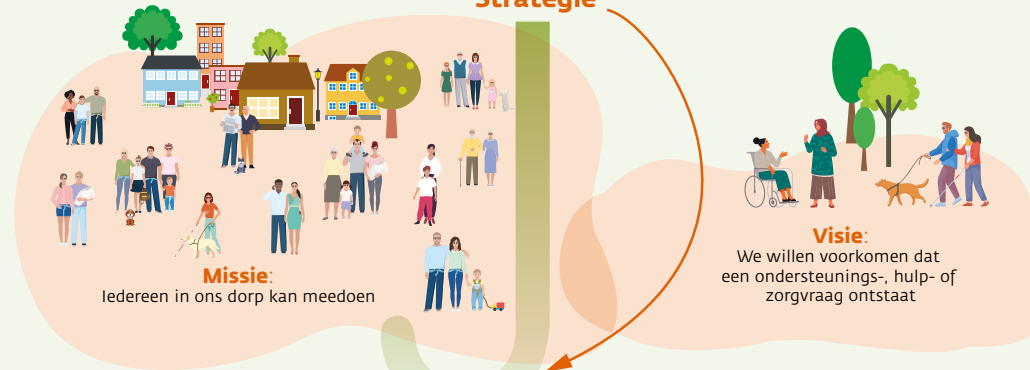 Strategie
Missie:
Iedereen in ons dorp kan meedoen
Visie:
We willen voorkomen dat
een ondersteunings-, hulp- of
zorgvraag ontstaat